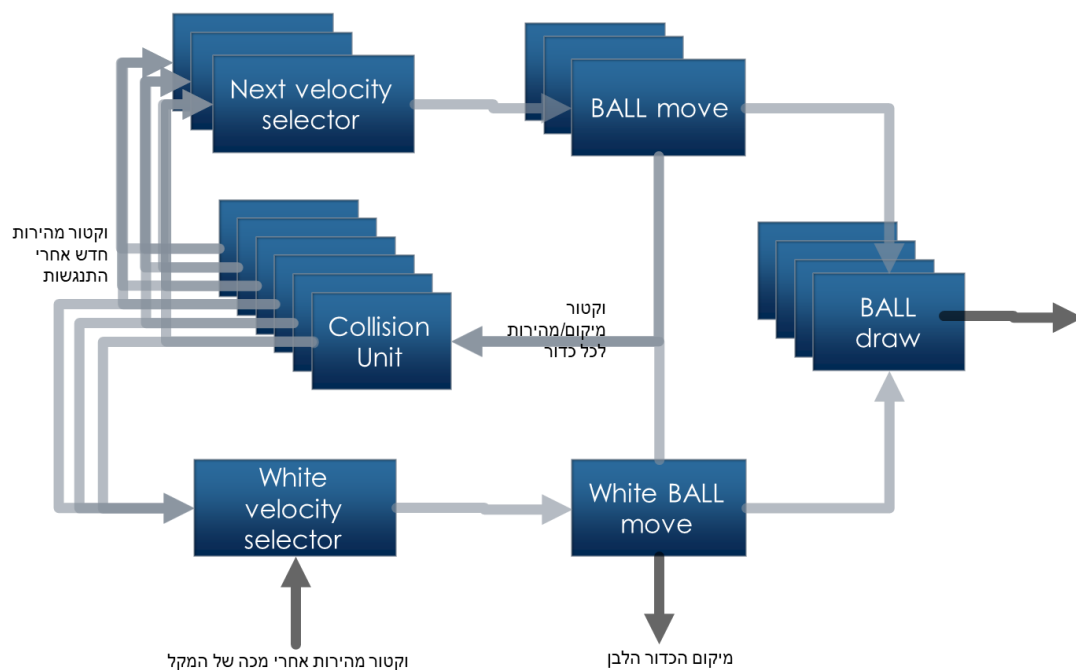 Next velocity
selector
BALL move
וקטור מהירות
חדש אחרי
התנגשות
Collision
Unit
וקטור
מיקום/מהירות
לכל כדור
BALL
draw
White
velocity
selector
White BALL
move
וקטור מהירות אחרי מכה של המקל
מיקום הכדור הלבן